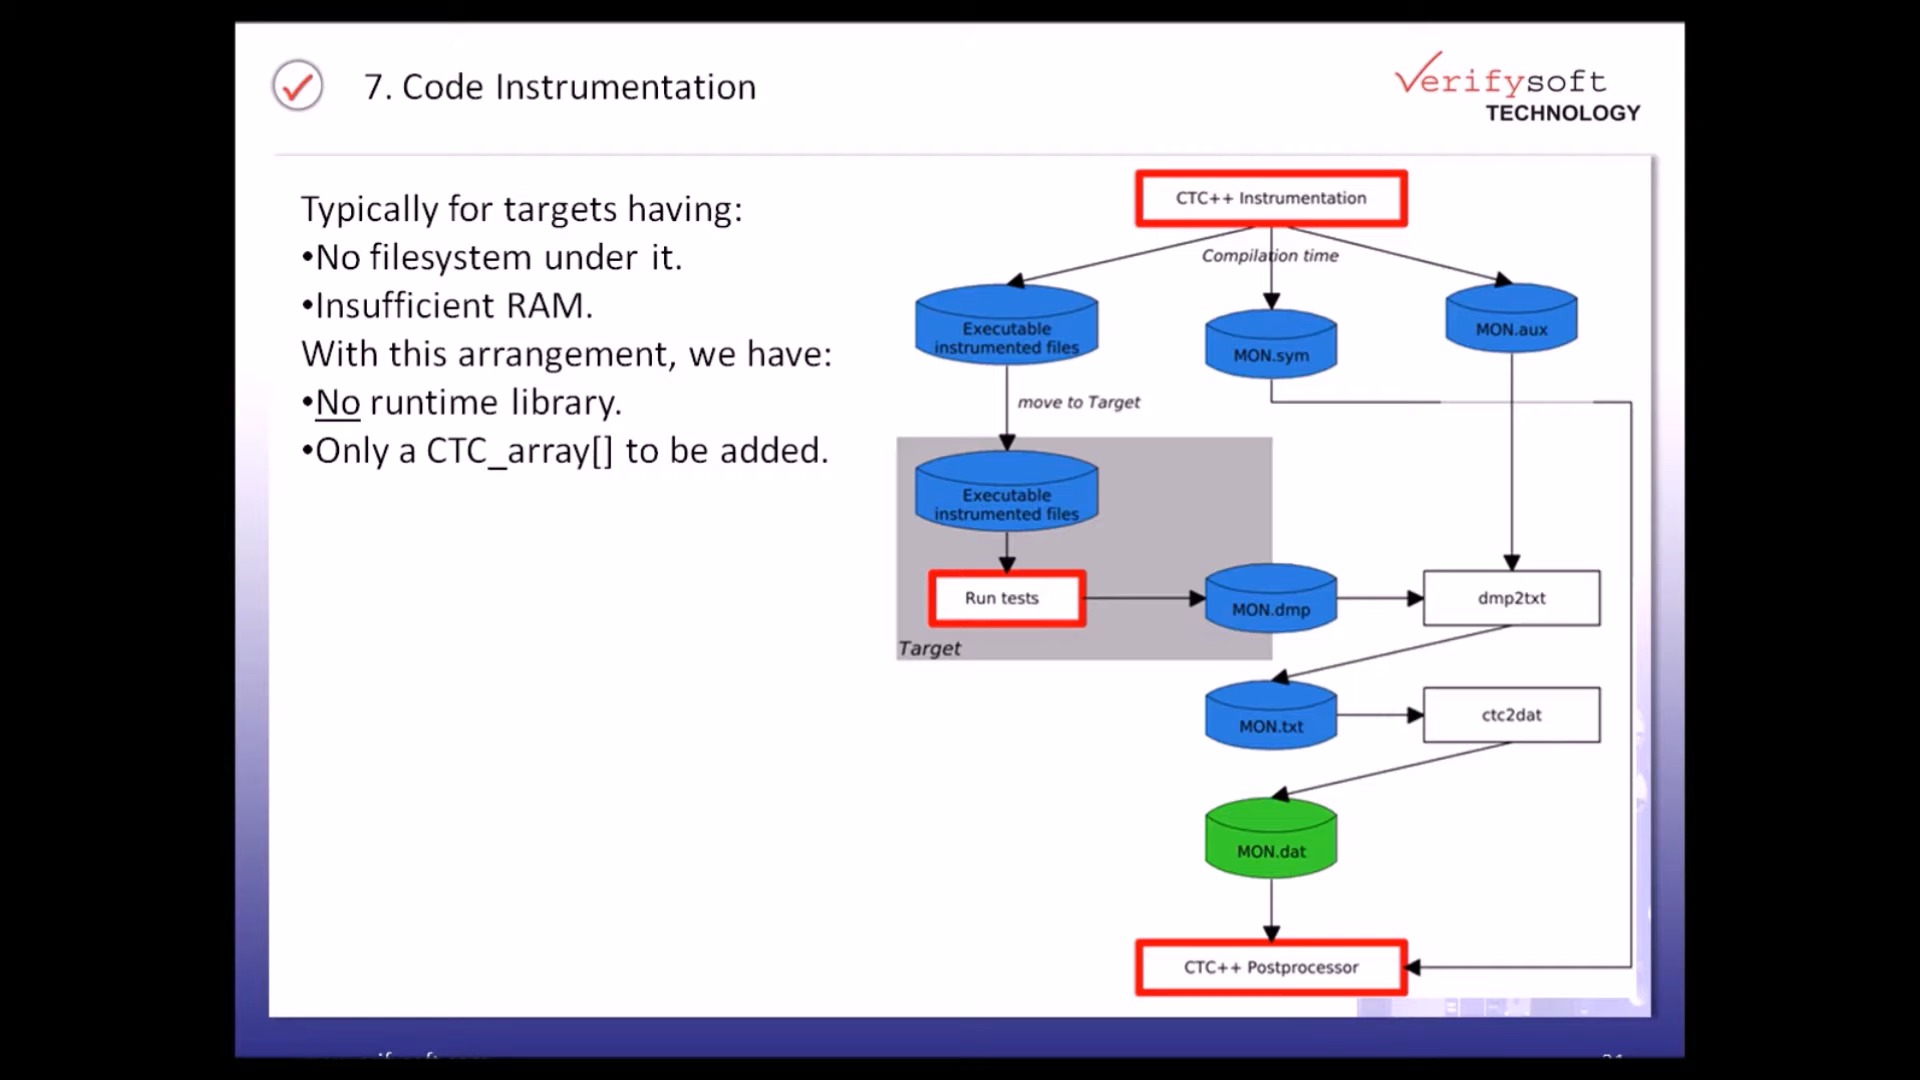 7. Code Instrumentation
Verifysoft
TECHNOLOGY
Typically for targets having:
•No filesystem under it.
•Insufficient RAM.
With this arrangement, we have:
•No runtime library.
•Only a CTC_array[] to be added.
CTC++ Instrumentation
Compilation time
Executable
instrumented files
MON.sym
MON.aux
move to Target
Executable
instrumented files
Run tests
MON.dmp
dmp2txt
Target
MON.txt
ctc2dat
MON.dat
CTC++ Postprocessor